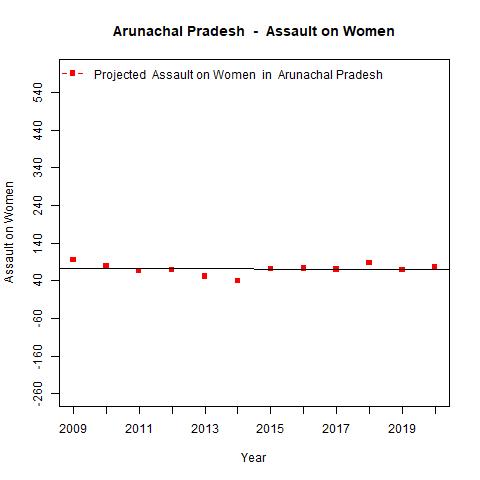 Arunachal Pradesh - Assault on Women
Projected Assault on Women in Arunachal Pradesh
540
440
340
240
140
40
-60
-160
-260
Assault on Women
2009 2011 2013 2015 2017 2019
Year